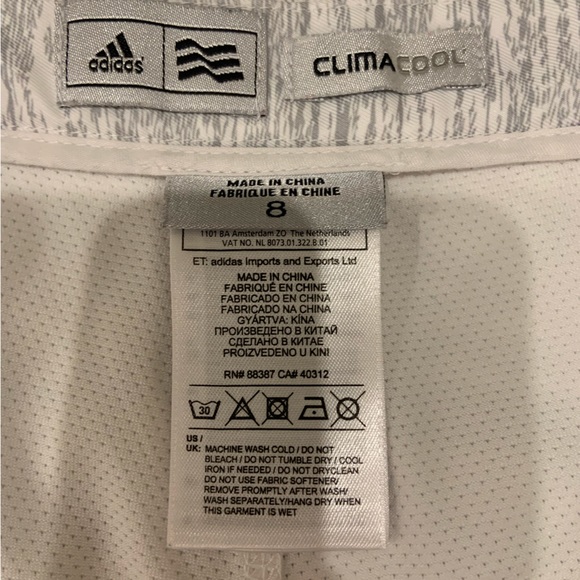 adidas
CLIMACOOL
MADE IN CHINA
FABRIQUE EN CHINE
8
1101 BA Amsterdam ZO The Netherlands
VAT NO. NL 8073.01.322.B.01
ET: adidas Imports and Exports Ltd
MADE IN CHINA
FABRIQUÉ EN CHINE
FABRICADO EN CHINA
FABRICADO NA CHINA
GYÁRTVA: KÍNA
ПРОИЗВЕДЕНО В КИТАЙ
СДЕЛАНО В КИТАЕ
PROIZVEDENO U KINI
RN# 88387 CA# 40312
30
US /
UK: MACHINE WASH COLD / DO NOT
BLEACH / DO NOT TUMBLE DRY / COOL
IRON IF NEEDED / DO NOT DRYCLEAN
DO NOT USE FABRIC SOFTENER/
REMOVE PROMPTLY AFTER WASH/
WASH SEPARATELY/HANG DRY WHEN
THIS GARMENT IS WET